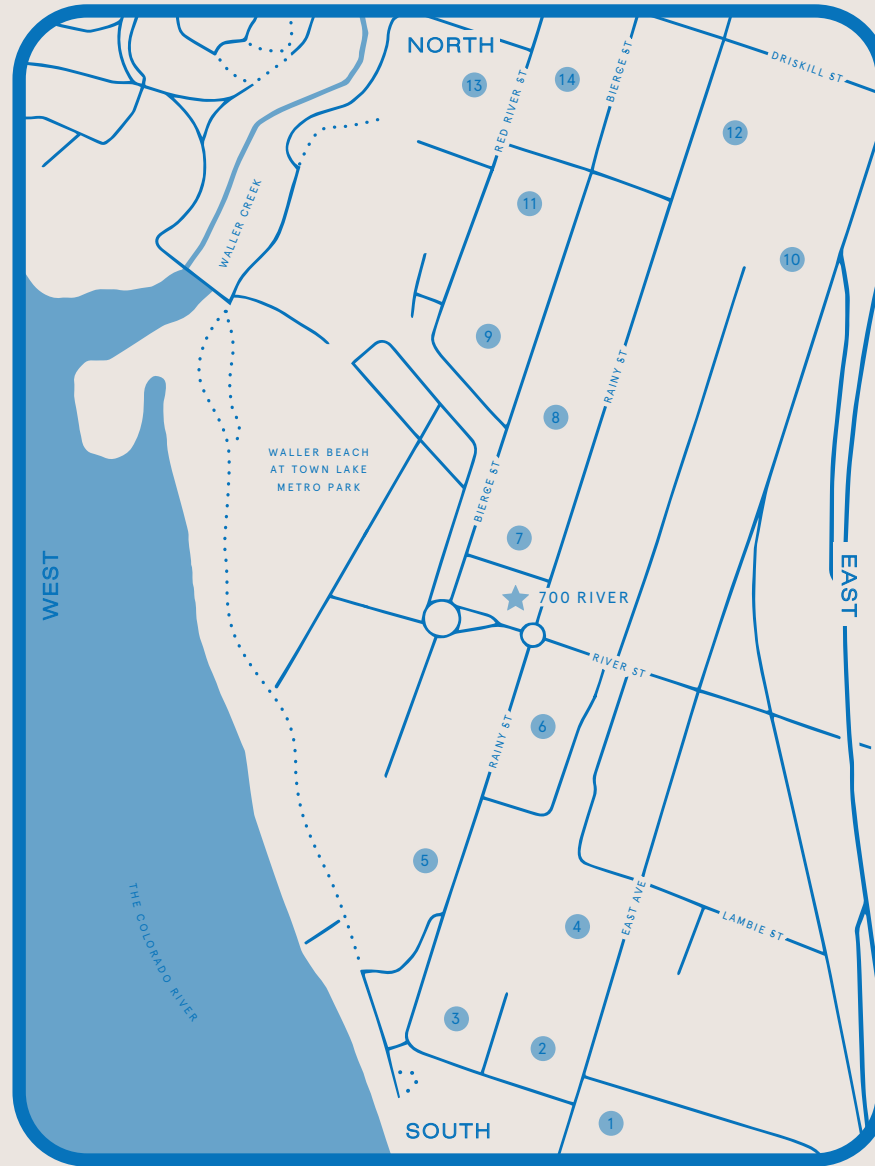 NORTH
DRISKILL ST
BIERCE ST
RED RIVER ST
13
14
12
WALLER CREEK
11
10
9
RAINY ST
8
WALLER BEACH
AT TOWN LAKE
METRO PARK
BIERCE ST
7
WEST
EAST
700 RIVER
RIVER ST
6
RAINY ST
5
THE COLORADO RIVER
EAST AVE
4
LAMBIE ST
3
2
1
SOUTH